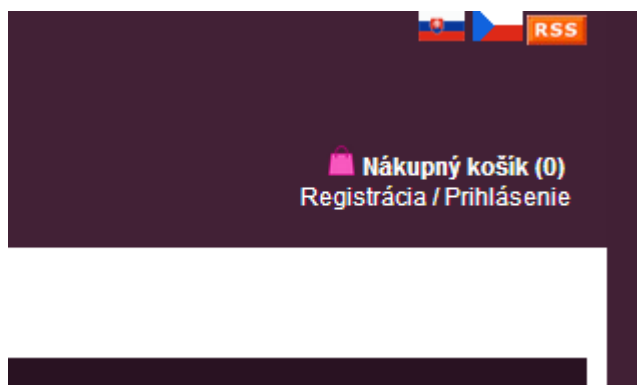 RSS
Nákupný košík (0)
Registrácia / Prihlásenie